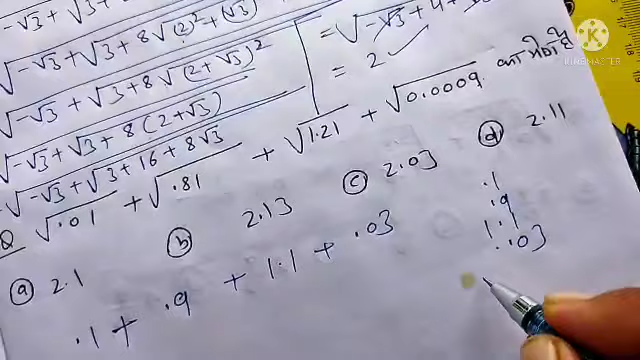 √-√3 + √3 +
√-√3 + √3 + 8√(2)² + (√3)
√-√3 + √3 + 8√(2 + √3)²
√-√3 + √3 + 8(2 + √3)
√-√3 + √3 + 16 + 8√3
= √-√3 + 4 +
= 2
Q √.01 + √.81 + √1.21 + √0.0009 का
(a) 2.1 (b) 2.13 (c) 2.03 (d) 2.11
.1 + .9 + 1.1 + .03
.1
.9
1.1
.03
KINEMASTER